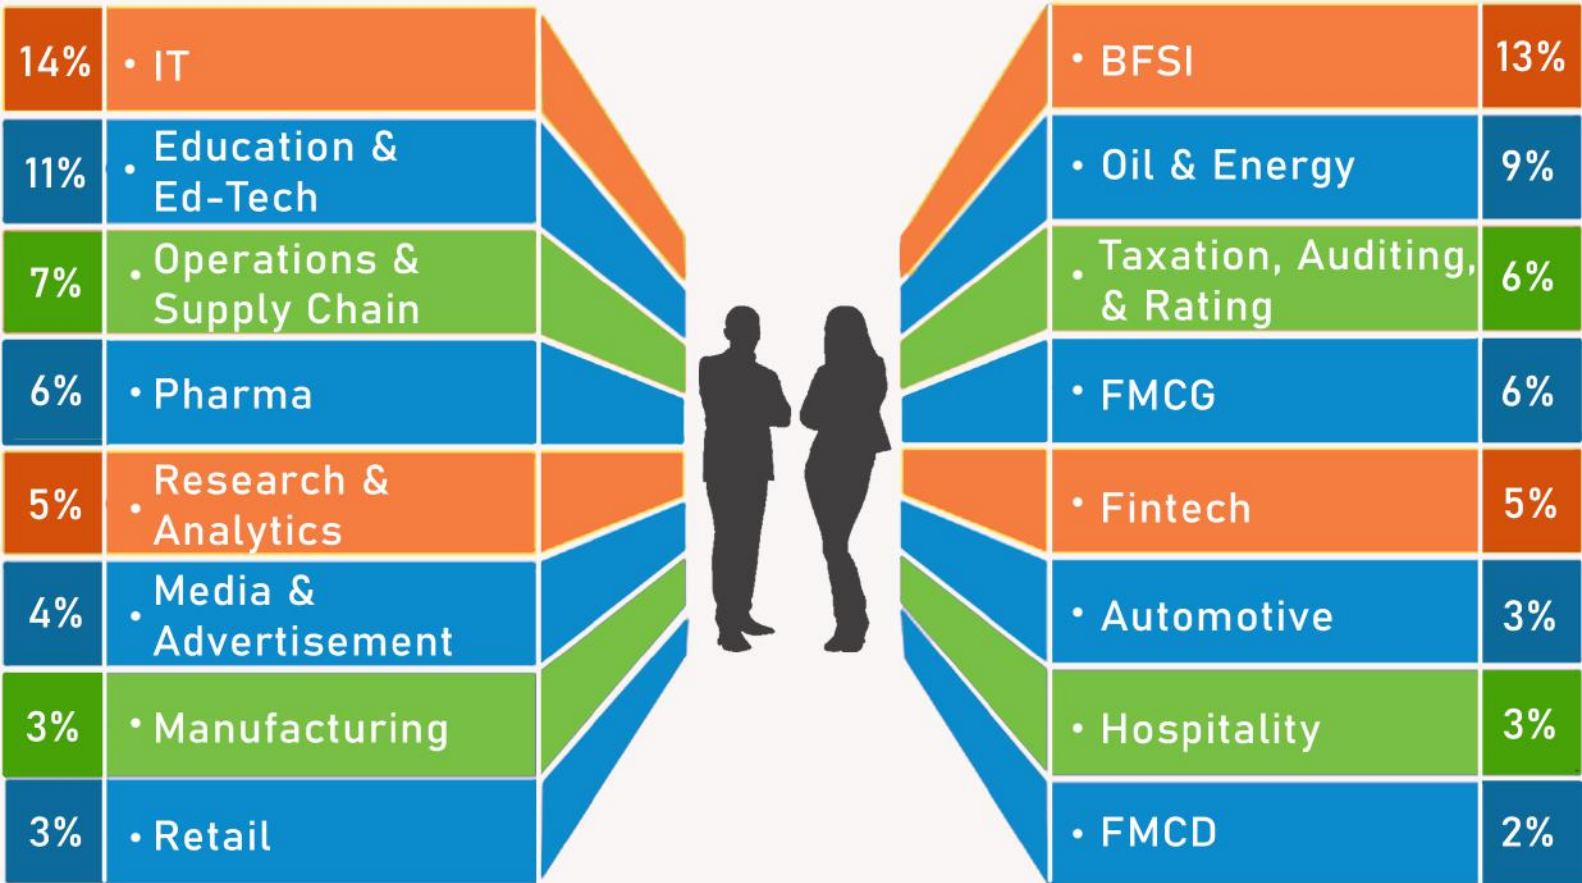 14%
• IT
11%
• Education &
Ed-Tech
7%
• Operations &
Supply Chain
6%
• Pharma
5%
• Research &
Analytics
4%
• Media &
Advertisement
3%
• Manufacturing
3%
• Retail
• BFSI
13%
• Oil & Energy
9%
• Taxation, Auditing,
& Rating
6%
• FMCG
6%
• Fintech
5%
• Automotive
3%
• Hospitality
3%
• FMCD
2%